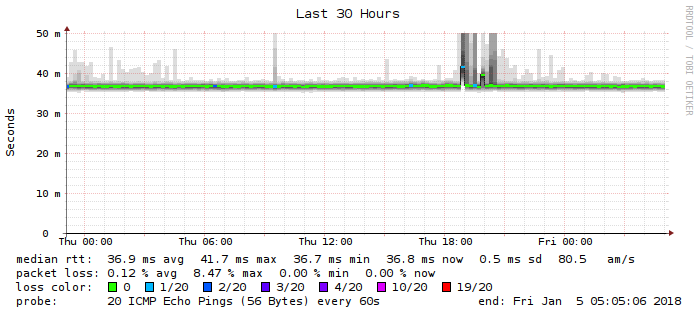 Last 30 Hours
RRDTOOL / TOBI OETIKER
Seconds
50 m
40 m
30 m
20 m
10 m
0
Thu 00:00 Thu 06:00 Thu 12:00 Thu 18:00 Fri 00:00
median rtt: 36.9 ms avg 41.7 ms max 36.7 ms min 36.8 ms now 0.5 ms sd 80.5 am/s
packet loss: 0.12 % avg 8.47 % max 0.00 % min 0.00 % now
loss color: 0 1/20 2/20 3/20 4/20 10/20 19/20
probe: 20 ICMP Echo Pings (56 Bytes) every 60s end: Fri Jan 5 05:05:06 2018